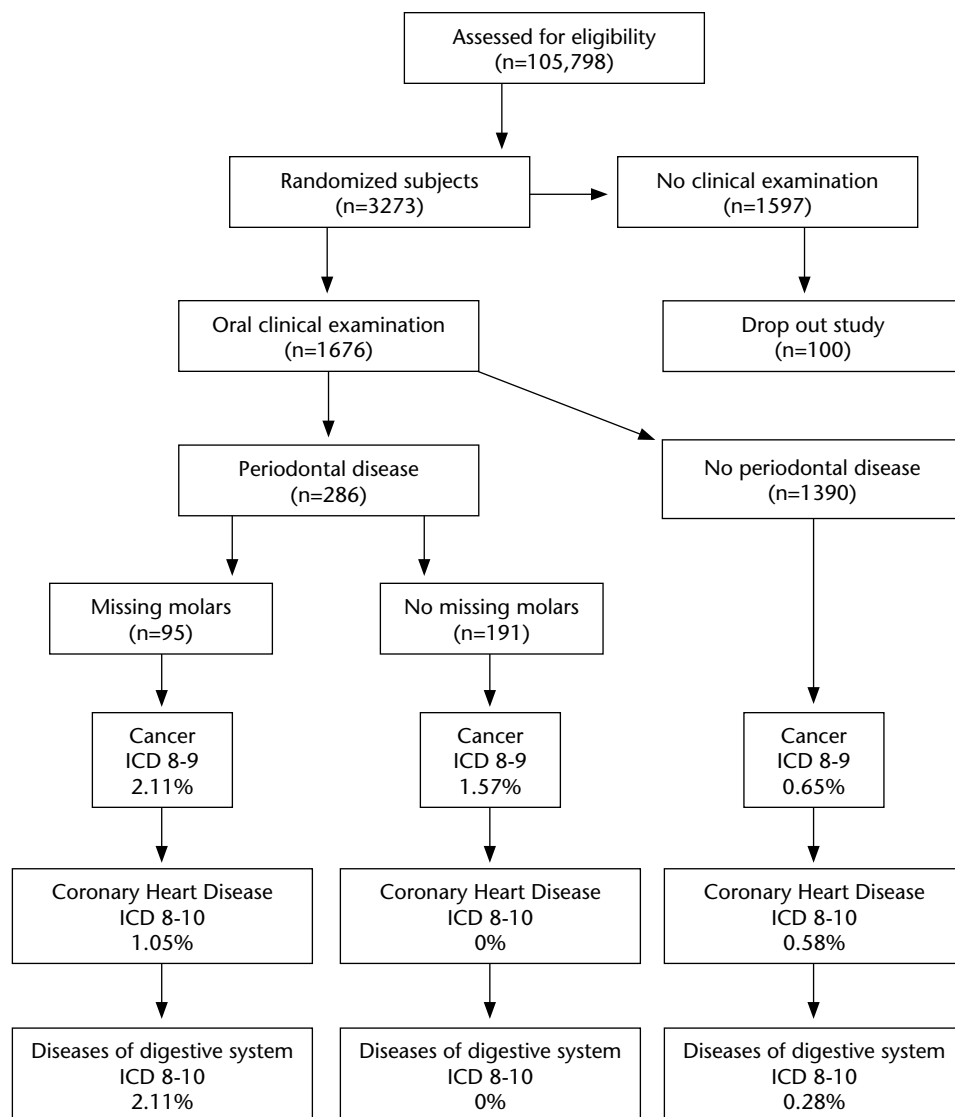 Assessed for eligibility
(n=105,798)
Randomized subjects
(n=3273)
No clinical examination
(n=1597)
Oral clinical examination
(n=1676)
Drop out study
(n=100)
Periodontal disease
(n=286)
No periodontal disease
(n=1390)
Missing molars
(n=95)
No missing molars
(n=191)
Cancer
ICD 8-9
2.11%
Cancer
ICD 8-9
1.57%
Cancer
ICD 8-9
0.65%
Coronary Heart Disease
ICD 8-10
1.05%
Coronary Heart Disease
ICD 8-10
0%
Coronary Heart Disease
ICD 8-10
0.58%
Diseases of digestive system
ICD 8-10
2.11%
Diseases of digestive system
ICD 8-10
0%
Diseases of digestive system
ICD 8-10
0.28%